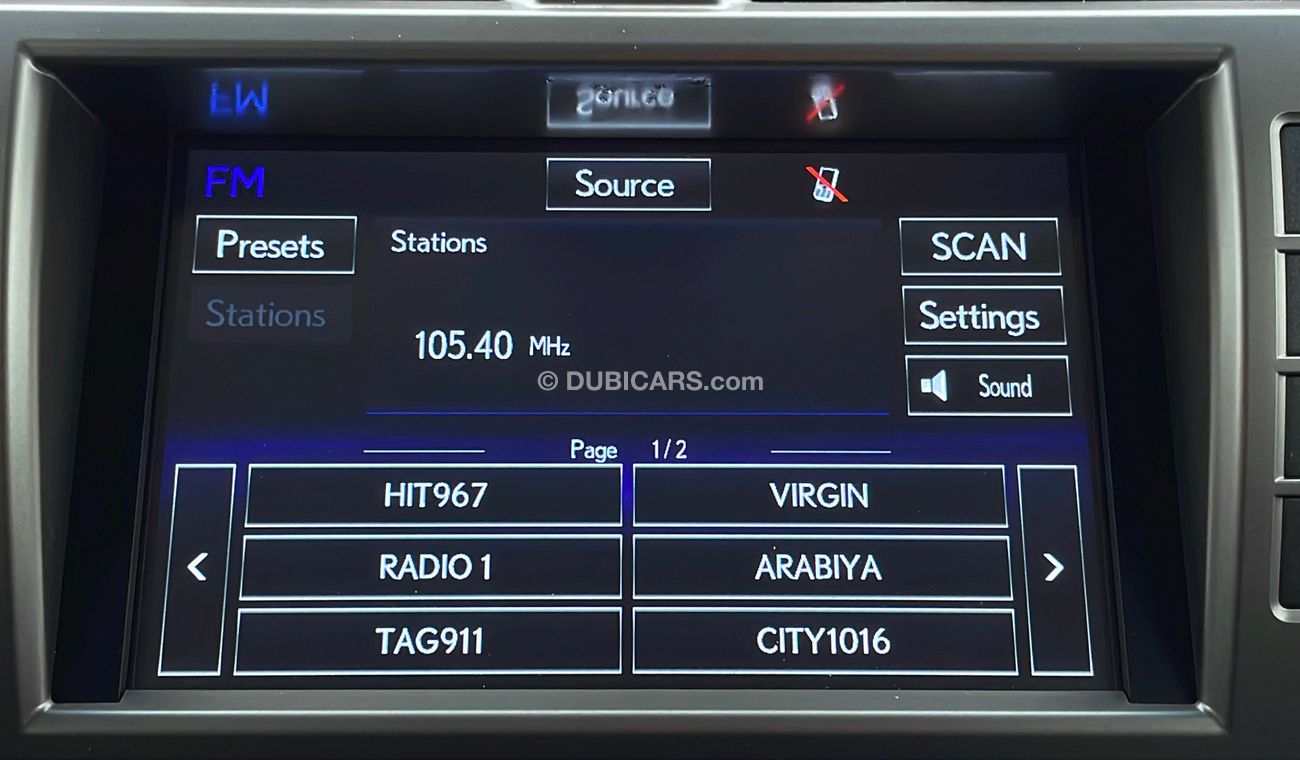 FM
Source
Presets
Stations
SCAN
Stations
Settings
105.40 MHz
© DUBICARS.com
Sound
Page 1/2
HIT967
VIRGIN
<
RADIO 1
ARABIYA
>
TAG911
CITY1016